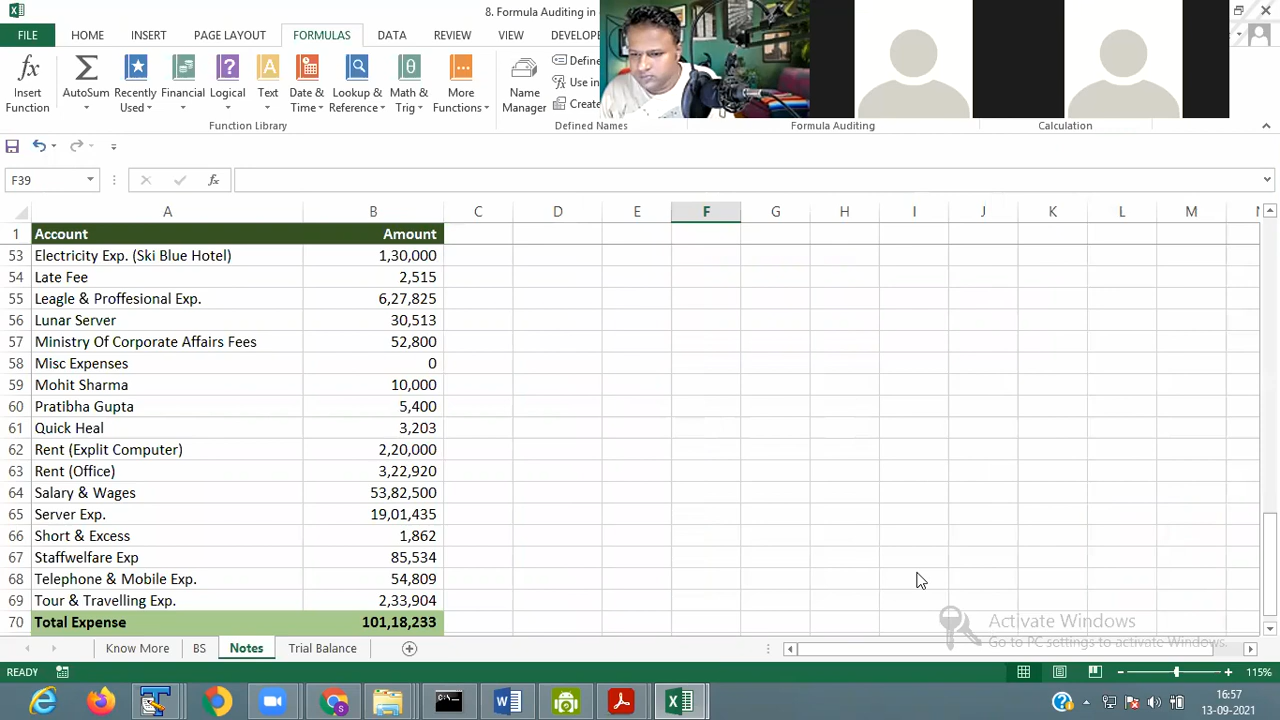 8. Formula Auditing in
FILE HOME INSERT PAGE LAYOUT FORMULAS DATA REVIEW VIEW DEVELOPE
Insert Function
AutoSum
Recently Used
Financial
Logical
Text
Date & Time
Lookup & Reference
Math & Trig
More Functions
Name Manager
Define
Use in
Create
Function Library Defined Names Formula Auditing Calculation
F39
A B C D E F G H I J K L M
1 Account Amount
53 Electricity Exp. (Ski Blue Hotel) 1,30,000
54 Late Fee 2,515
55 Leagle & Proffesional Exp. 6,27,825
56 Lunar Server 30,513
57 Ministry Of Corporate Affairs Fees 52,800
58 Misc Expenses 0
59 Mohit Sharma 10,000
60 Pratibha Gupta 5,400
61 Quick Heal 3,203
62 Rent (Explit Computer) 2,20,000
63 Rent (Office) 3,22,920
64 Salary & Wages 53,82,500
65 Server Exp. 19,01,435
66 Short & Excess 1,862
67 Staffwelfare Exp 85,534
68 Telephone & Mobile Exp. 54,809
69 Tour & Travelling Exp. 2,33,904
70 Total Expense 101,18,233
Activate Windows
Go to PC settings to activate Windows.
Know More BS Notes Trial balance
READY 115%
16:57
13-09-2021